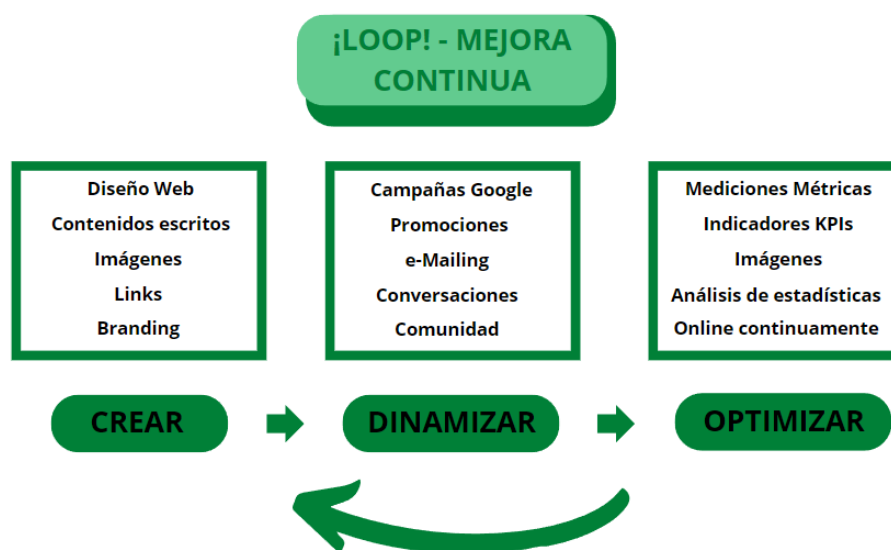 ¡LOOP! - MEJORA
CONTINUA
Diseño Web
Contenidos escritos
Imágenes
Links
Branding
Campañas Google
Promociones
e-Mailing
Conversaciones
Comunidad
Mediciones Métricas
Indicadores KPIs
Imágenes
Análisis de estadísticas
Online continuamente
CREAR
DINAMIZAR
OPTIMIZAR